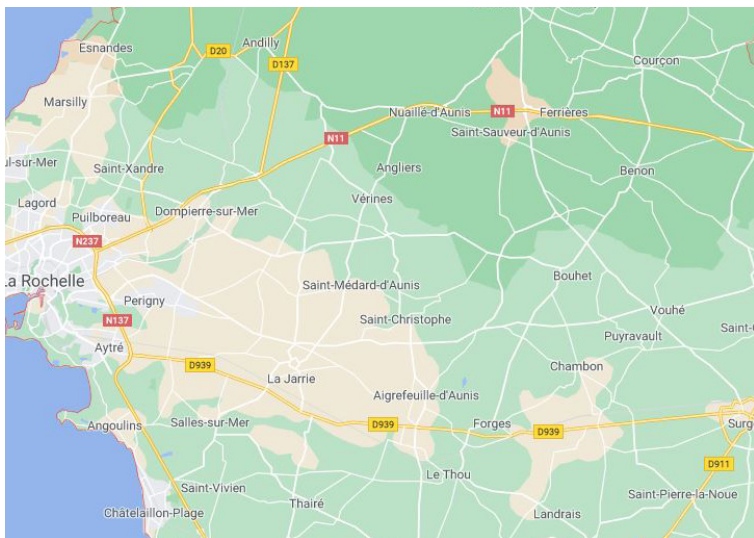 Esnandes
D20
Andilly
D137
Courçon
Marsilly
Nuaillé-d'Aunis
N11
Ferrières
Saint-Sauveur-d'Aunis
N11
ul-sur-Mer
Saint-Xandre
Angliers
Benon
Lagord
Vérines
Puilboreau
Dompierre-sur-Mer
N237
La Rochelle
Saint-Médard-d'Aunis
Bouhet
Perigny
Vouhé
N137
Saint-Christophe
Saint-
Puyravault
Aytré
D939
Chambon
La Jarrie
Aigrefeuille-d'Aunis
Angoulins
Salles-sur-Mer
D939
Forges
D939
Surg
D911
Le Thou
Saint-Vivien
Saint-Pierre-la-Noue
Thairé
Châtelaillon-Plage
Landrais